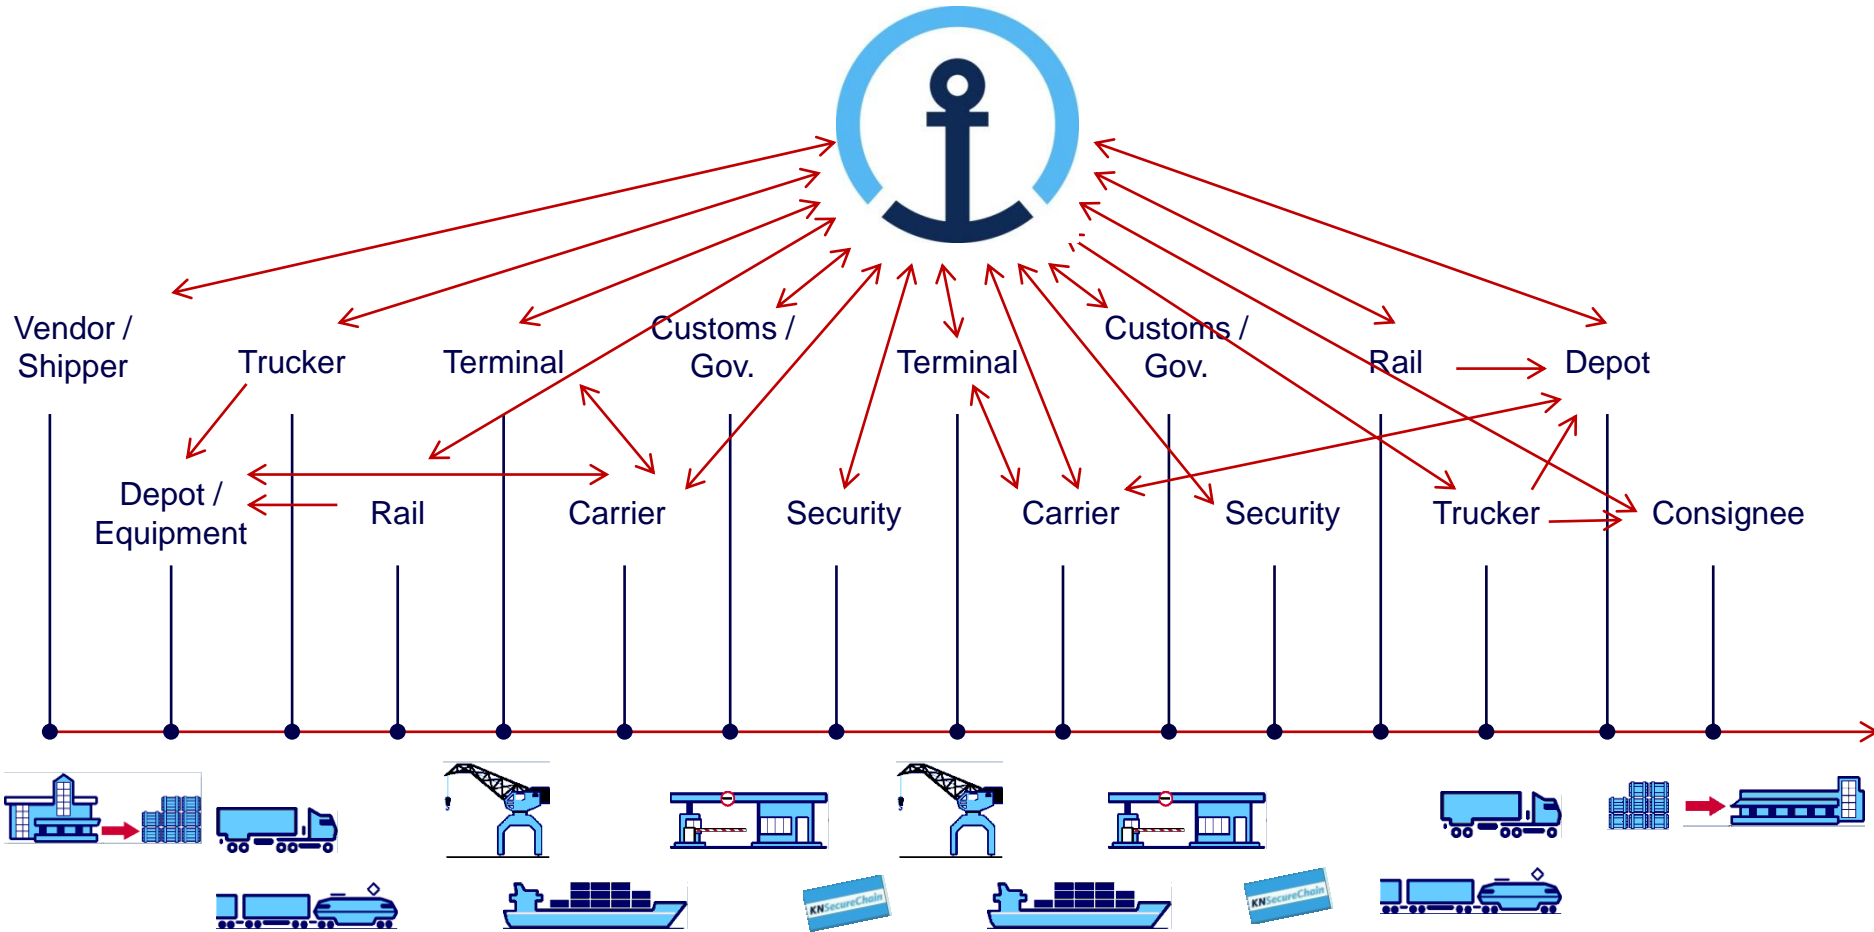 Vendor /
Shipper
Trucker
Terminal
Customs /
Gov.
Terminal
Customs /
Gov.
Rail
Depot
Depot /
Equipment
Rail
Carrier
Security
Carrier
Security
Trucker
Consignee
KNSecureChain
KNSecureChain